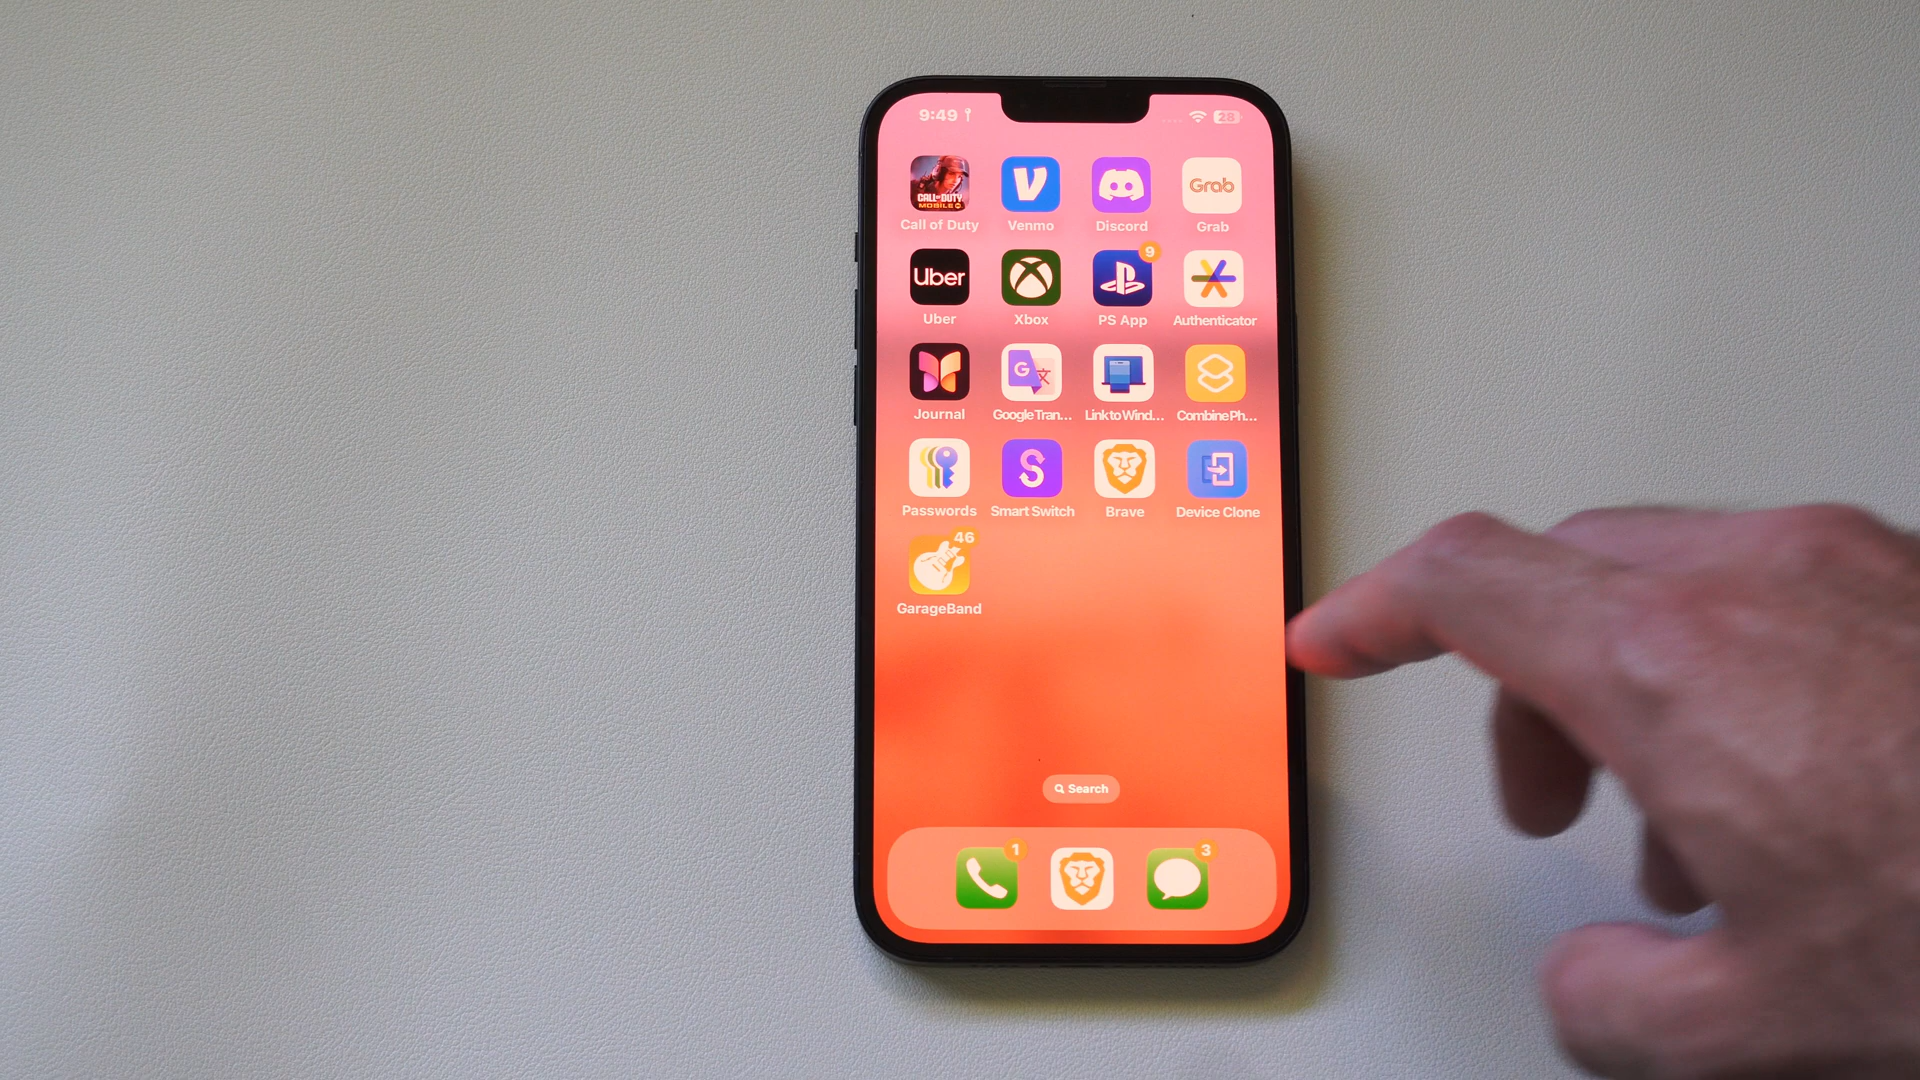 9:49
28
CALL OF DUTY
MOBILE
Grab
Call of Duty
Venmo
Discord
Grab
Uber
9
Uber
Xbox
PS App
Authenticator
G
文
Journal
Google Tran...
Link to Wind...
Combine Ph...
S
Passwords
Smart Switch
Brave
Device Clone
46
GarageBand
Search
1
3